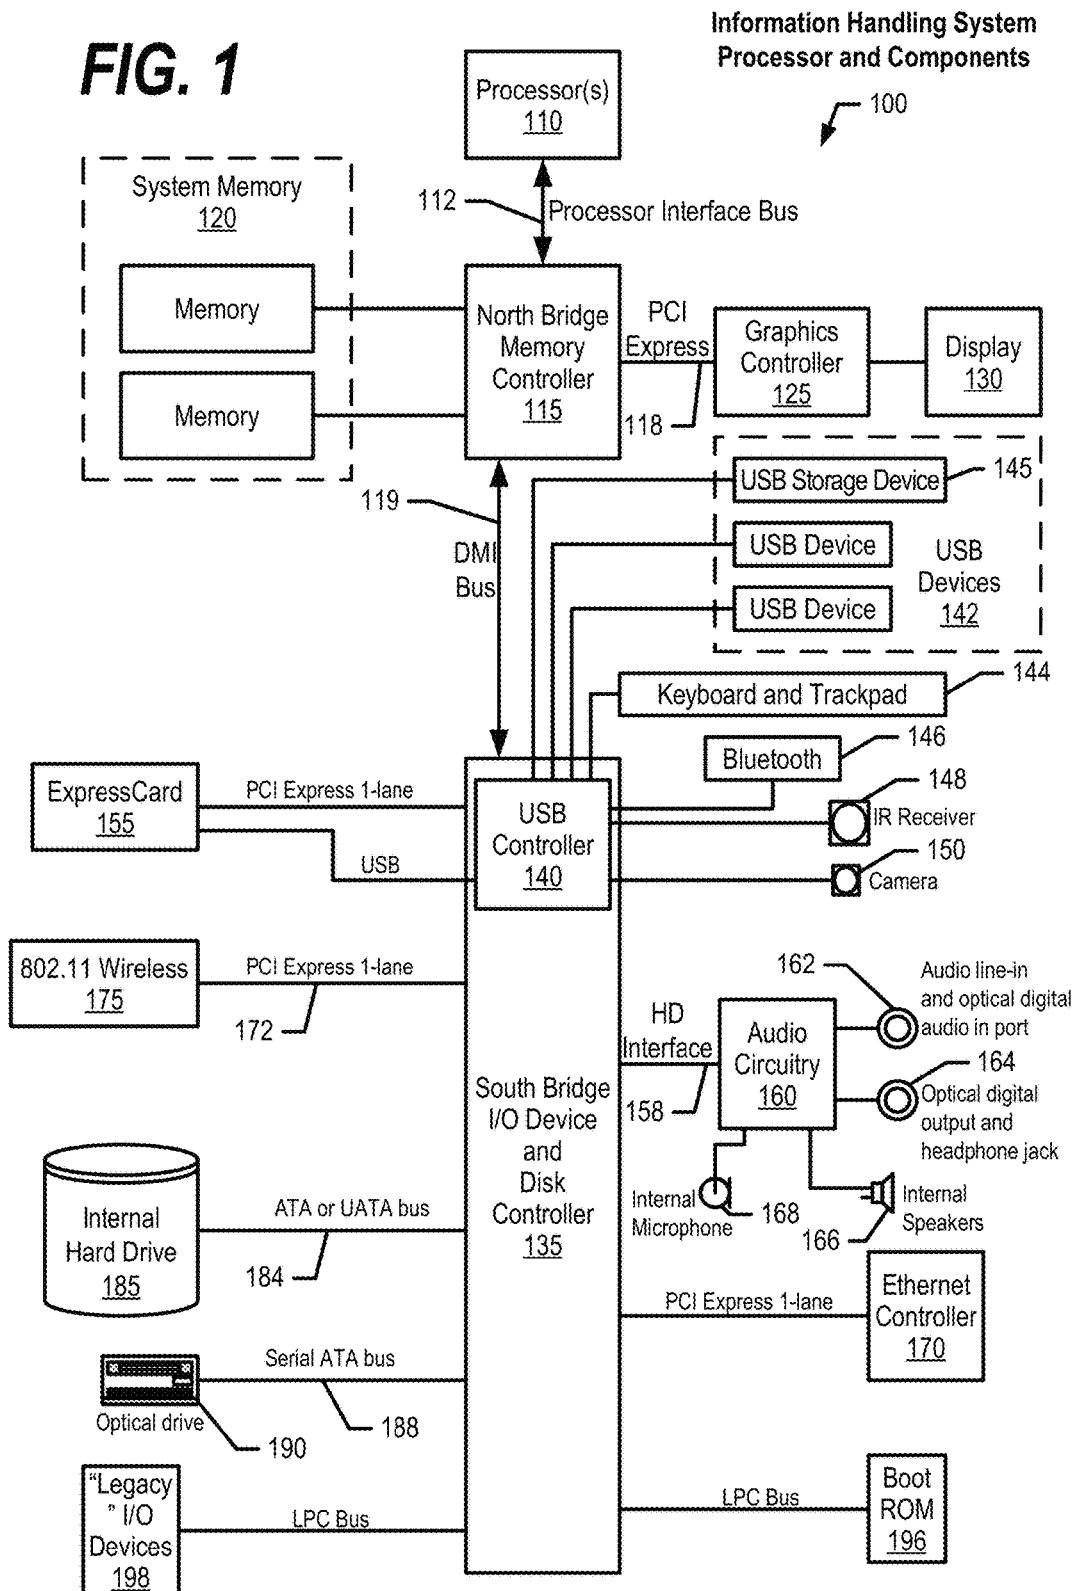 FIG. 1
Information Handling System
Processor and Components
100
Processor(s)
110
112
Processor Interface Bus
System Memory
120
Memory
Memory
North Bridge
Memory
Controller
115
PCI
Express
118
Graphics
Controller
125
Display
130
119
DMI
Bus
USB Storage Device
145
USB Device
USB Device
USB
Devices
142
Keyboard and Trackpad
144
Bluetooth
146
148
IR Receiver
150
Camera
ExpressCard
155
PCI Express 1-lane
USB
USB
Controller
140
802.11 Wireless
175
PCI Express 1-lane
172
South Bridge
I/O Device
and
Disk
Controller
135
HD
Interface
158
Audio
Circuitry
160
162
Audio line-in
and optical digital
audio in port
164
Optical digital
output and
headphone jack
Internal
Microphone
168
166
Internal
Speakers
Internal
Hard Drive
185
ATA or UATA bus
184
PCI Express 1-lane
Ethernet
Controller
170
Serial ATA bus
188
Optical drive
190
“Legacy
” I/O
Devices
198
LPC Bus
LPC Bus
Boot
ROM
196